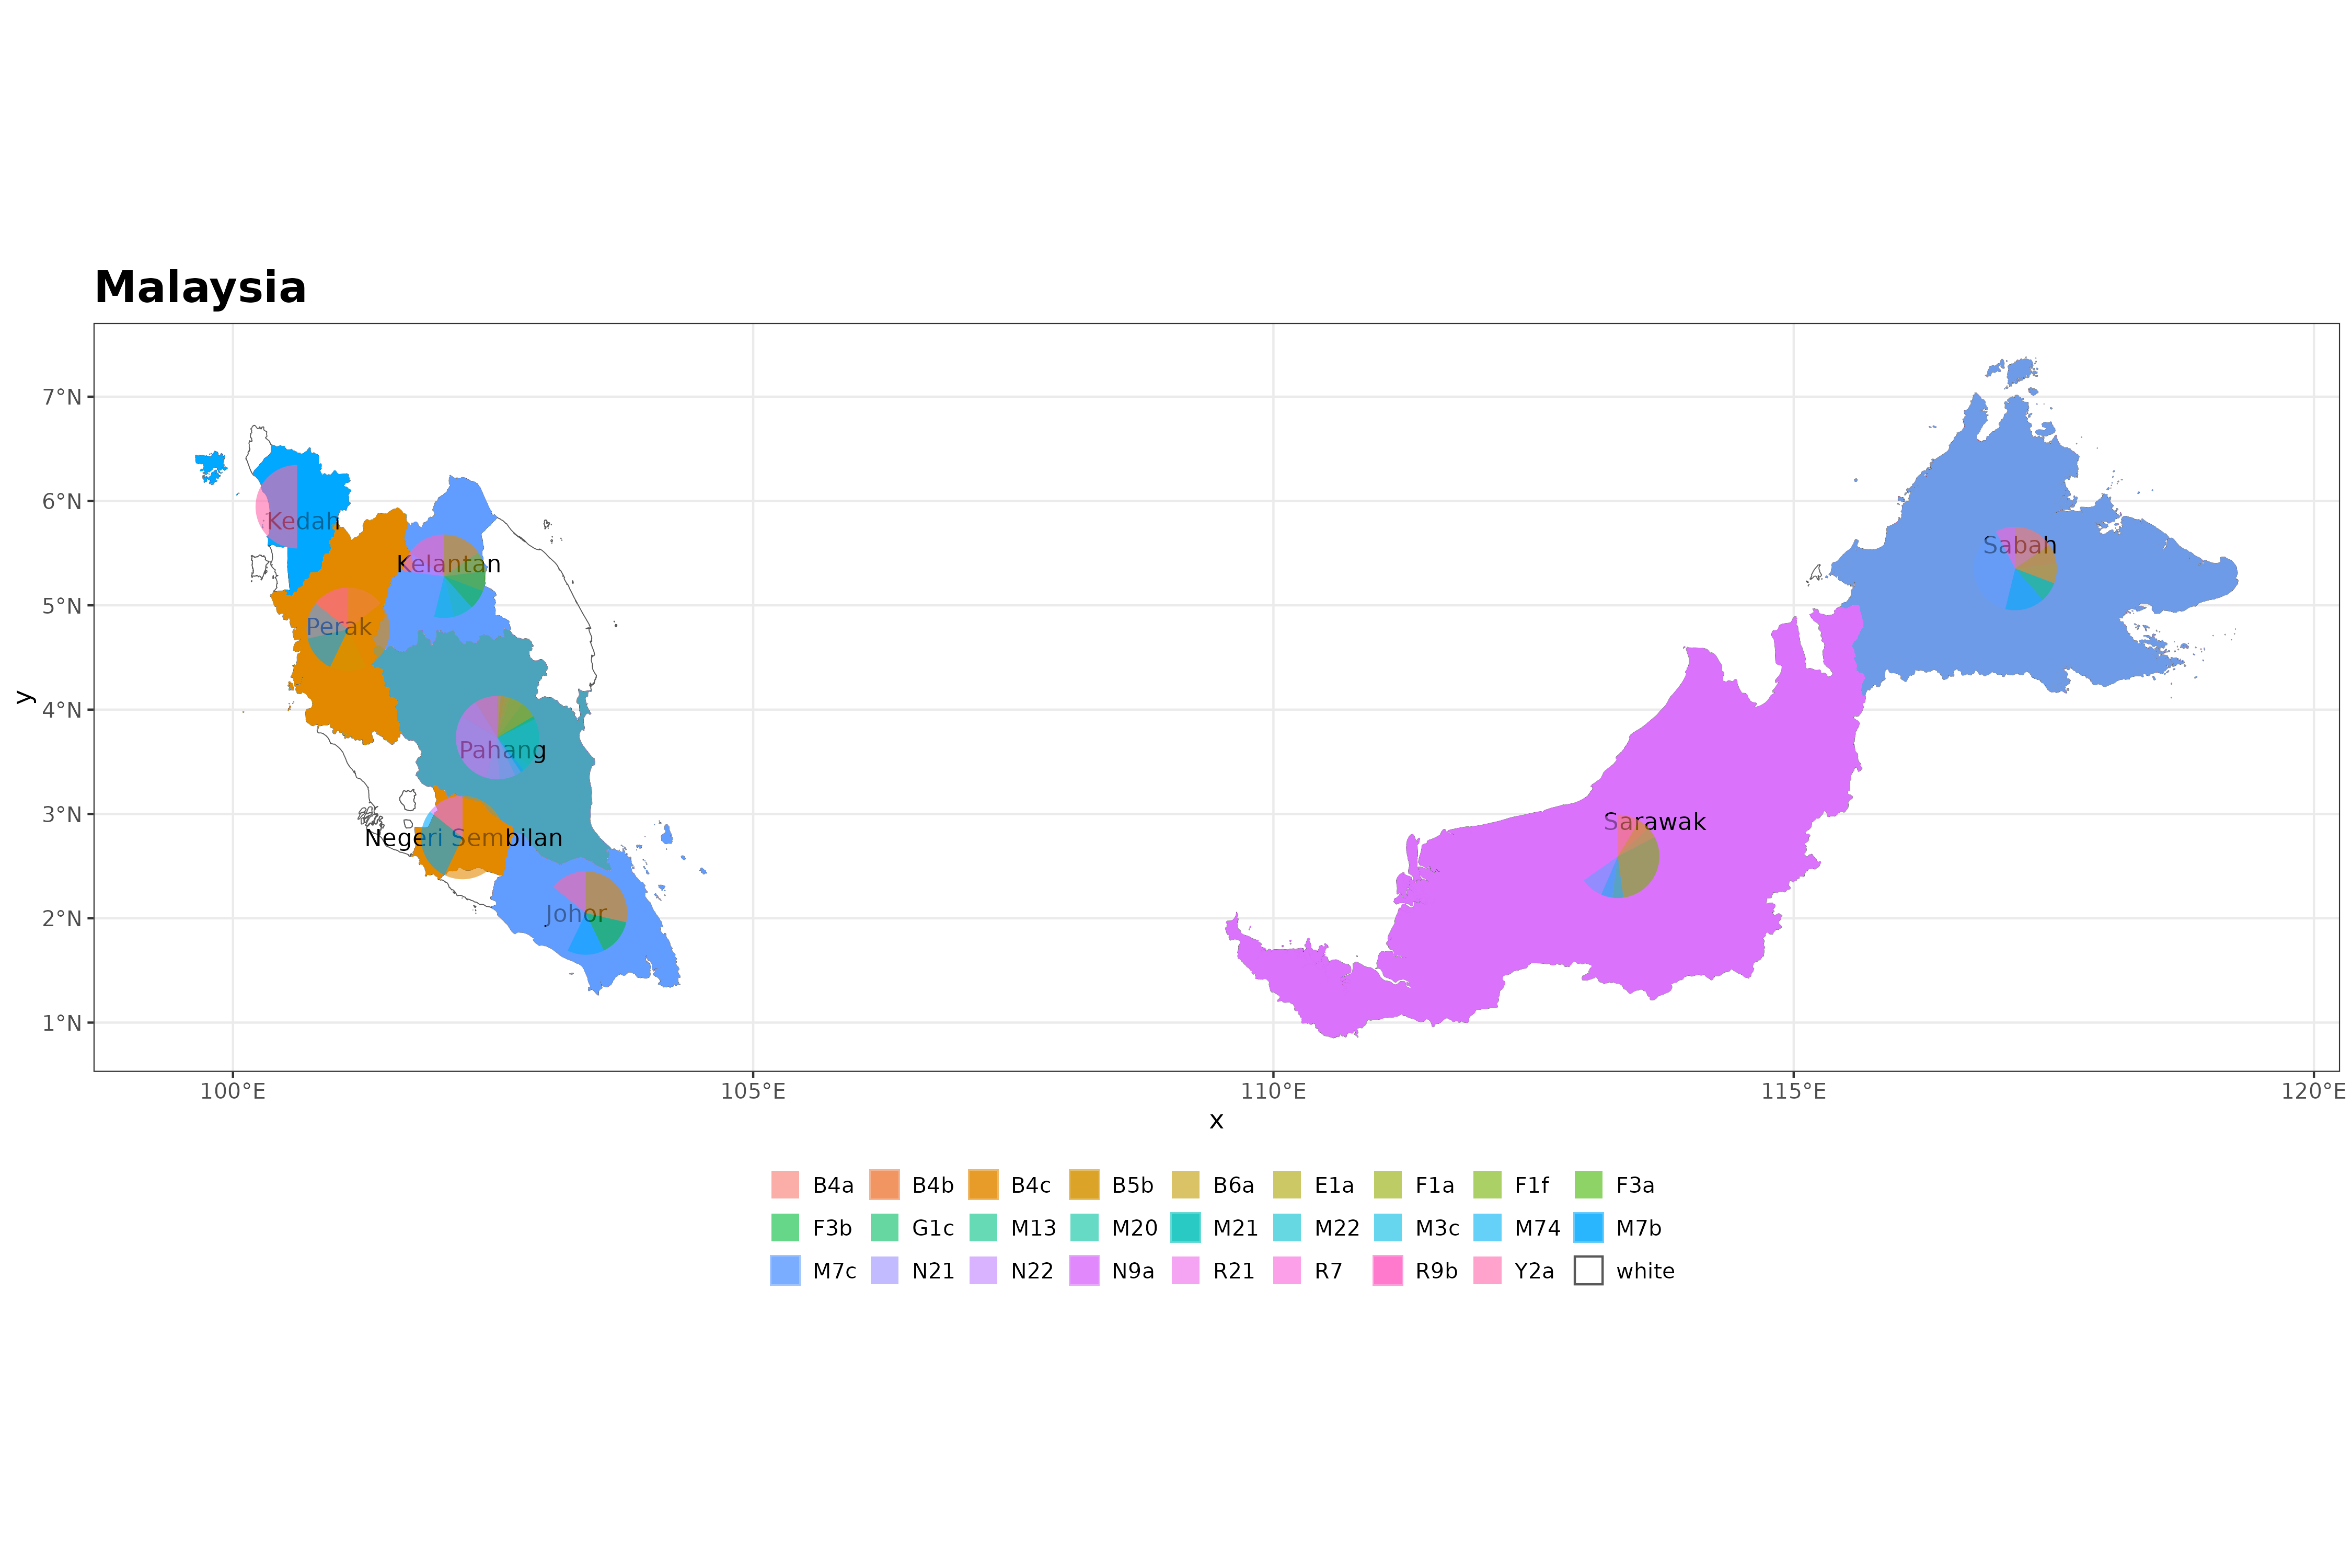 Malaysia
7°N
6°N
5°N
4°N
3°N
2°N
1°N
y
Kedah
Kelantan
Perak
Pahang
Negeri Sembilan
Johor
Sabah
Sarawak
100°E 105°E 110°E 115°E 120°E
x
B4a B4b B4c B5b B6a E1a F1a F1f F3a
F3b G1c M13 M20 M21 M22 M3c M74 M7b
M7c N21 N22 N9a R21 R7 R9b Y2a white